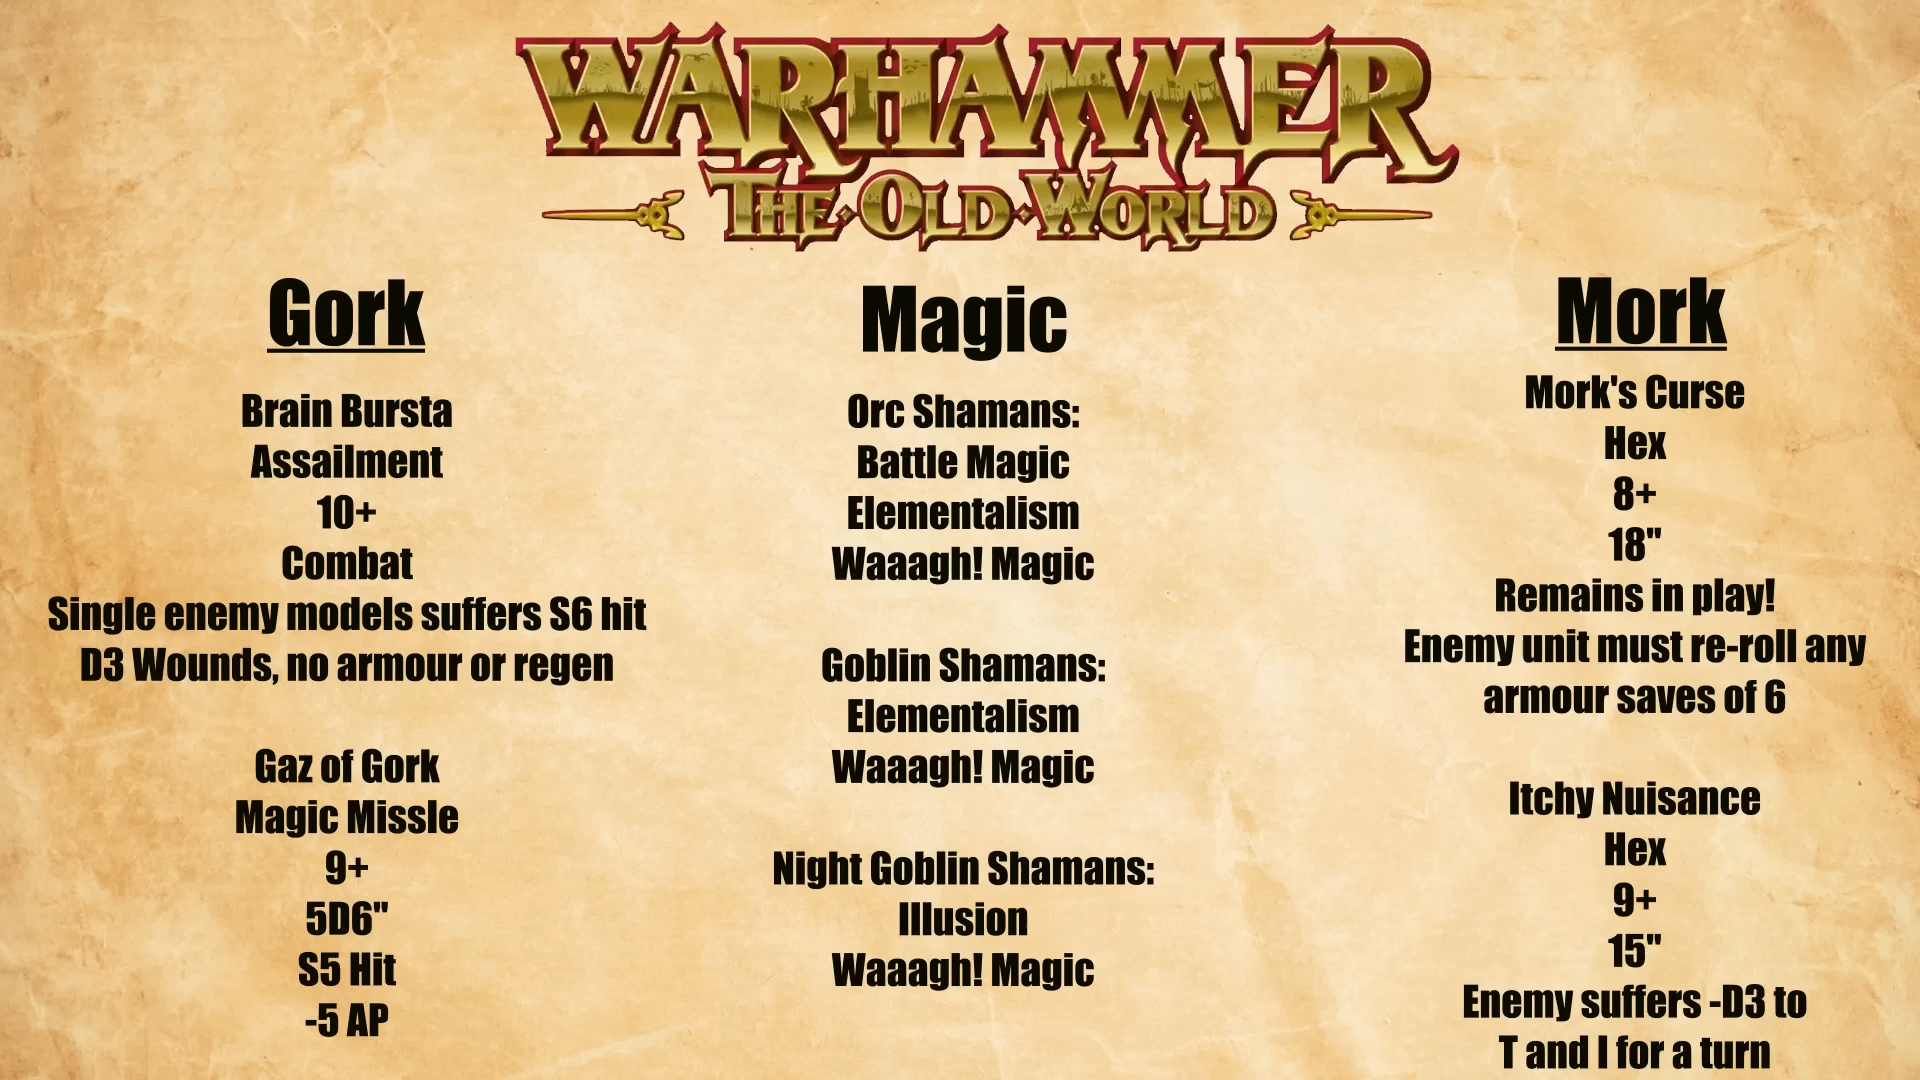 WARHAMMER
THE·OLD·WORLD
Gork
Brain Bursta
Assailment
10+
Combat
Single enemy models suffers S6 hit
D3 Wounds, no armour or regen
Gaz of Gork
Magic Missle
9+
5D6"
S5 Hit
-5 AP
Magic
Orc Shamans:
Battle Magic
Elementalism
Waaagh! Magic
Goblin Shamans:
Elementalism
Waaagh! Magic
Night Goblin Shamans:
Illusion
Waaagh! Magic
Mork
Mork's Curse
Hex
8+
18"
Remains in play!
Enemy unit must re-roll any
armour saves of 6
Itchy Nuisance
Hex
9+
15"
Enemy suffers -D3 to
T and I for a turn